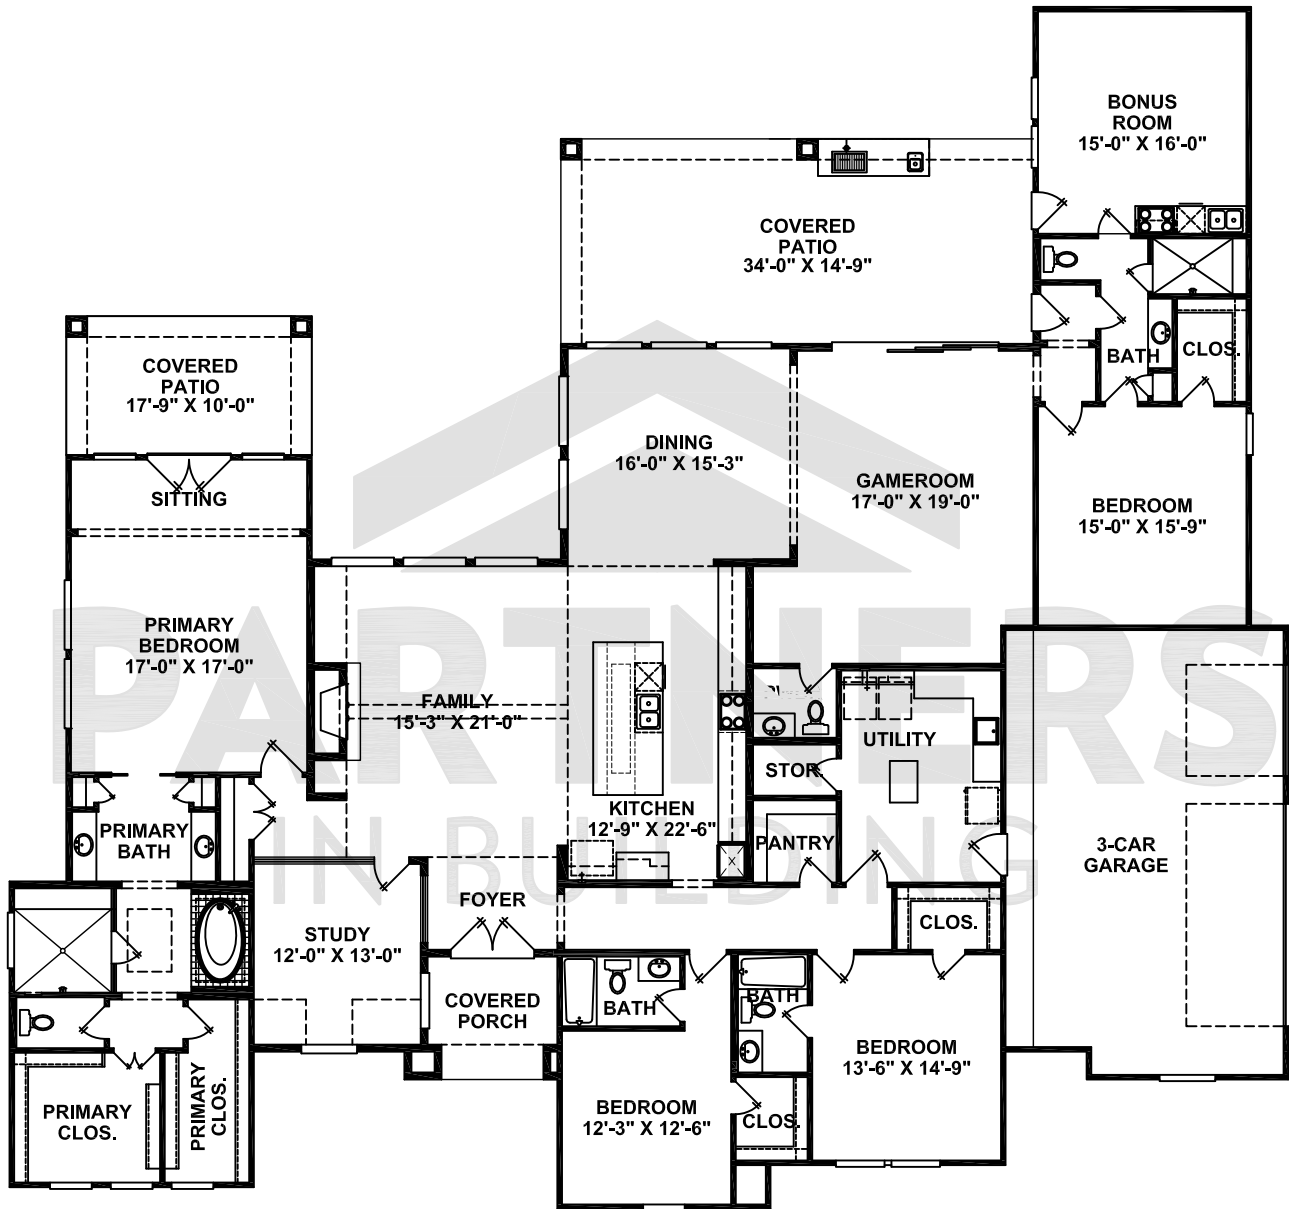 BONUS
ROOM
15'-0" X 16'-0"
COVERED
PATIO
34'-0" X 14'-9"
COVERED
PATIO
17'-9" X 10'-0"
BATH
CLOS.
DINING
16'-0" X 15'-3"
GAMEROOM
17'-0" X 19'-0"
SITTING
BEDROOM
15'-0" X 15'-9"
PRIMARY
BEDROOM
17'-0" X 17'-0"
PARTNERS
IN BUILDING
FAMILY
15'-3" X 21'-0"
UTILITY
STOR.
KITCHEN
12'-9" X 22'-6"
PANTRY
3-CAR
GARAGE
PRIMARY
BATH
FOYER
STUDY
12'-0" X 13'-0"
CLOS.
COVERED
PORCH
BATH
BATH
BEDROOM
13'-6" X 14'-9"
PRIMARY
CLOS.
PRIMARY
CLOS.
BEDROOM
12'-3" X 12'-6"
CLOS.